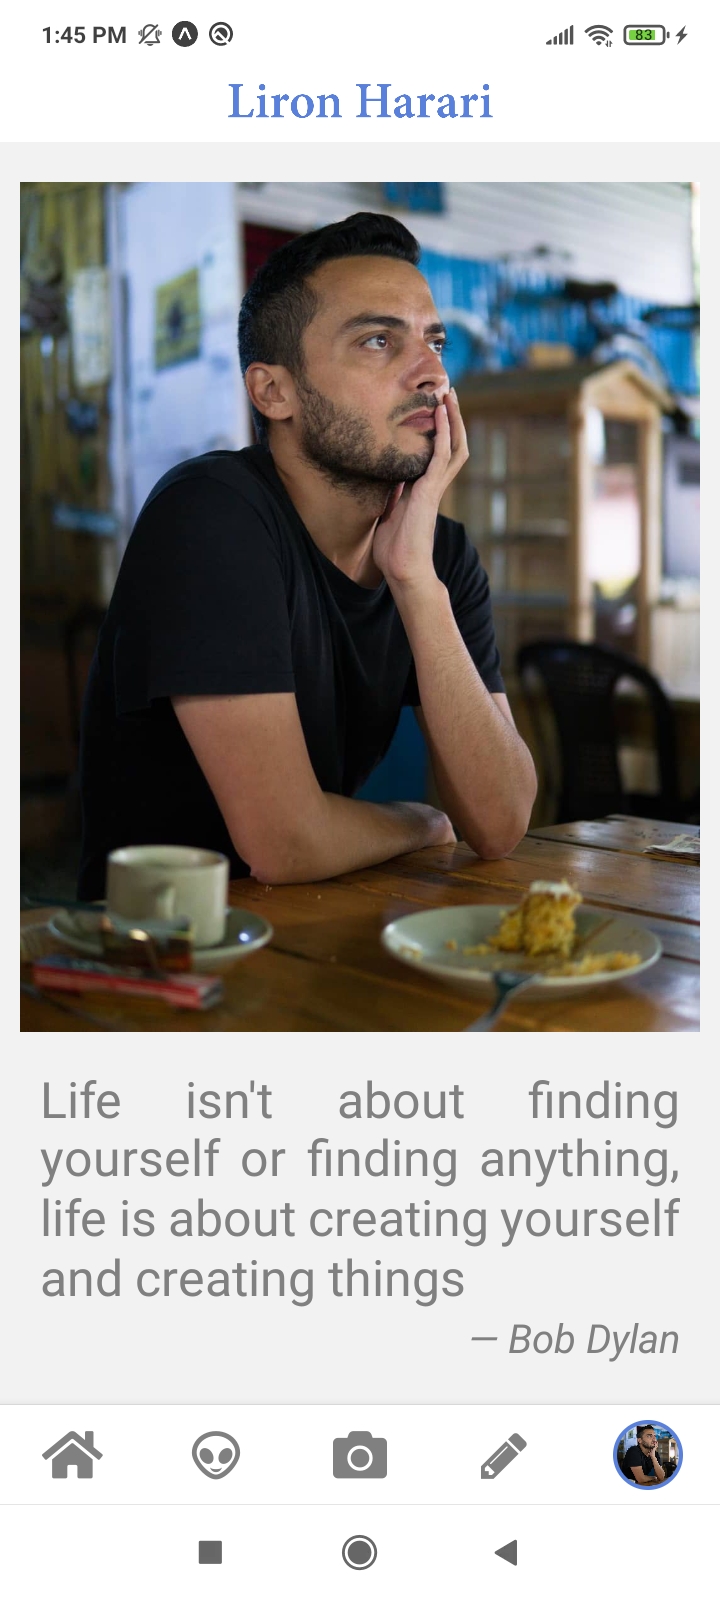 1:45 PM 83
Liron Harari
Life isn't about finding
yourself or finding anything,
life is about creating yourself
and creating things
— Bob Dylan